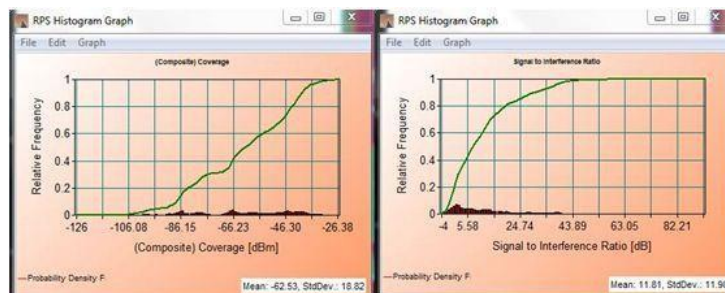 RPS Histogram Graph
File Edit Graph
(Composite) Coverage
Relative Frequency
1
0.8
0.6
0.4
0.2
0
-126 -106.08 -86.15 -66.23 -46.30 -26.38
(Composite) Coverage [dBm]
Probability Density F
Mean: -62.53, StdDev.: 18.82
RPS Histogram Graph
File Edit Graph
Signal to Interference Ratio
Relative Frequency
1
0.8
0.6
0.4
0.2
0
-4 5.58 24.74 43.89 63.05 82.21
Signal to Interference Ratio [dB]
Probability Density F
Mean: 11.81, StdDev.: